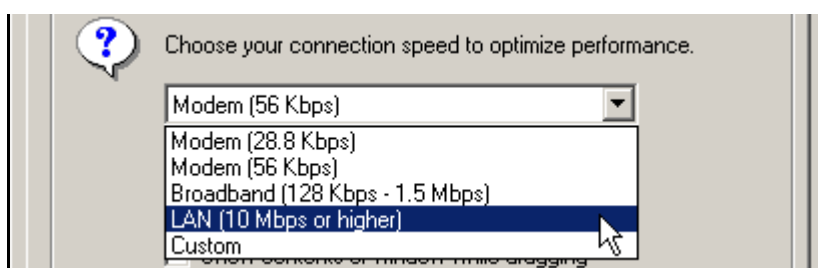 Choose your connection speed to optimize performance.
Modem (56 Kbps)
Modem (28.8 Kbps)
Modem (56 Kbps)
Broadband (128 Kbps - 1.5 Mbps)
LAN (10 Mbps or higher)
Custom